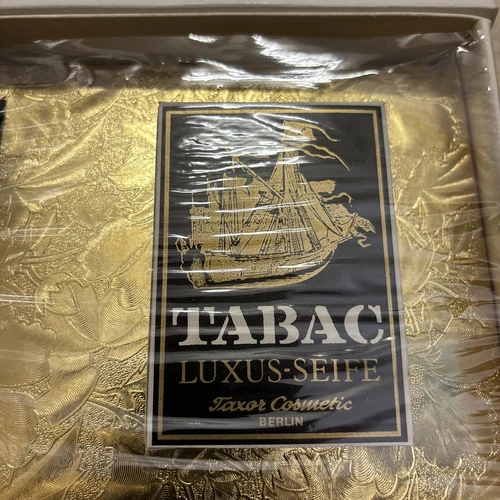 TABAC
LUXUS-SEIFE
Taxor Cosmetic
BERLIN